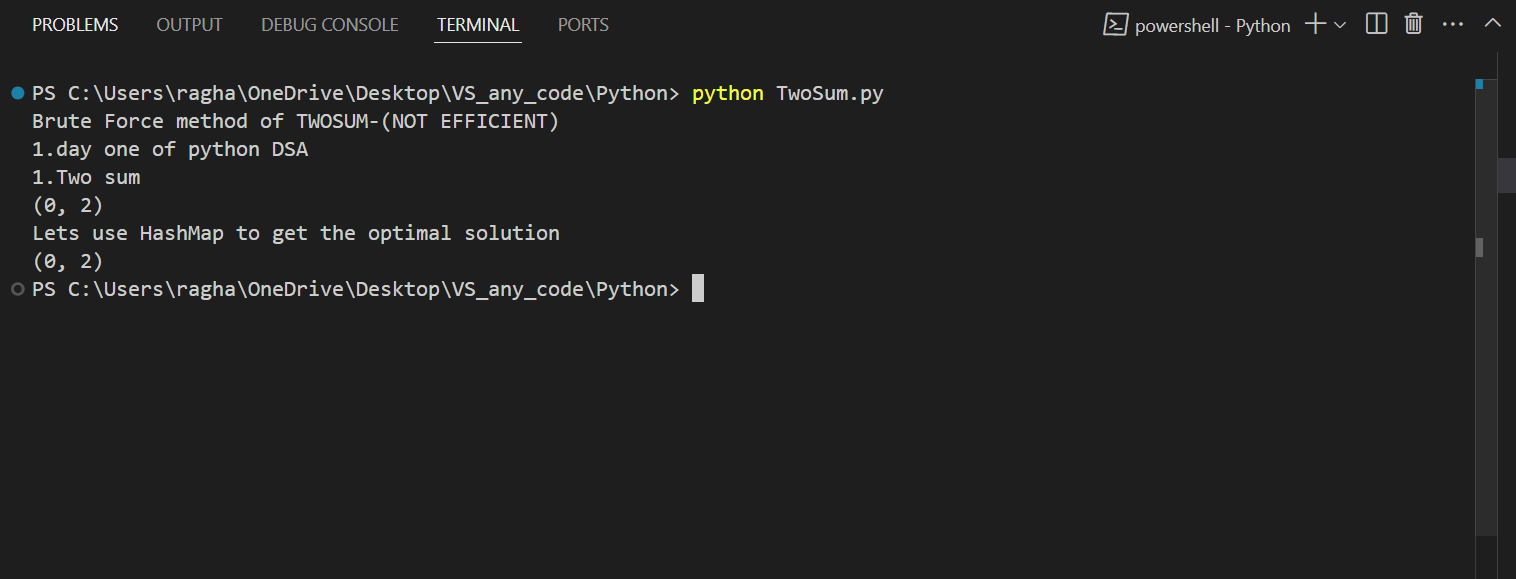 PROBLEMS OUTPUT DEBUG CONSOLE TERMINAL PORTS powershell - Python
PS C:\Users\ragha\OneDrive\Desktop\VS_any_code\Python> python TwoSum.py
Brute Force method of TWOSUM-(NOT EFFICIENT)
1.day one of python DSA
1.Two sum
(0, 2)
Lets use HashMap to get the optimal solution
(0, 2)
PS C:\Users\ragha\OneDrive\Desktop\VS_any_code\Python>